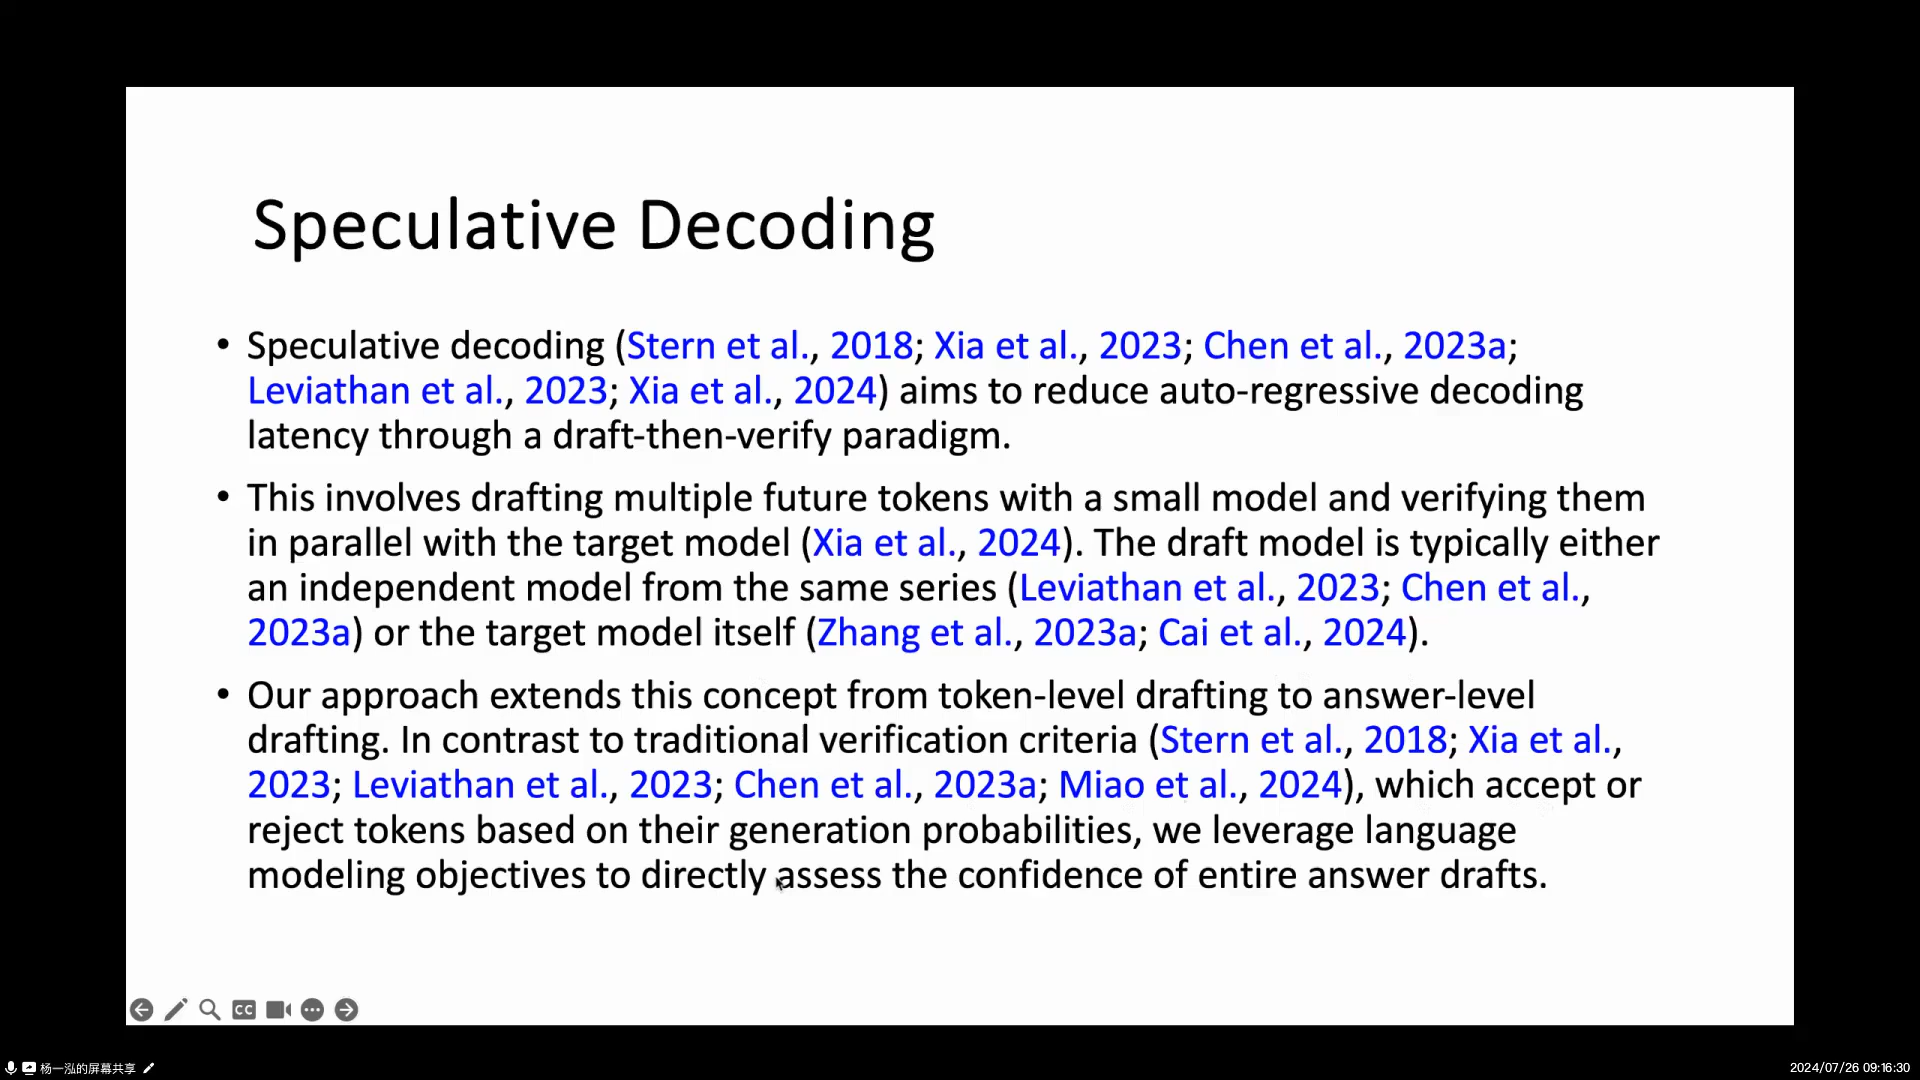 Speculative Decoding
• Speculative decoding (Stern et al., 2018; Xia et al., 2023; Chen et al., 2023a;
Leviathan et al., 2023; Xia et al., 2024) aims to reduce auto-regressive decoding
latency through a draft-then-verify paradigm.
• This involves drafting multiple future tokens with a small model and verifying them
in parallel with the target model (Xia et al., 2024). The draft model is typically either
an independent model from the same series (Leviathan et al., 2023; Chen et al.,
2023a) or the target model itself (Zhang et al., 2023a; Cai et al., 2024).
• Our approach extends this concept from token-level drafting to answer-level
drafting. In contrast to traditional verification criteria (Stern et al., 2018; Xia et al.,
2023; Leviathan et al., 2023; Chen et al., 2023a; Miao et al., 2024), which accept or
reject tokens based on their generation probabilities, we leverage language
modeling objectives to directly assess the confidence of entire answer drafts.
CC
杨一泓的屏幕共享
2024/07/26 09:16:30